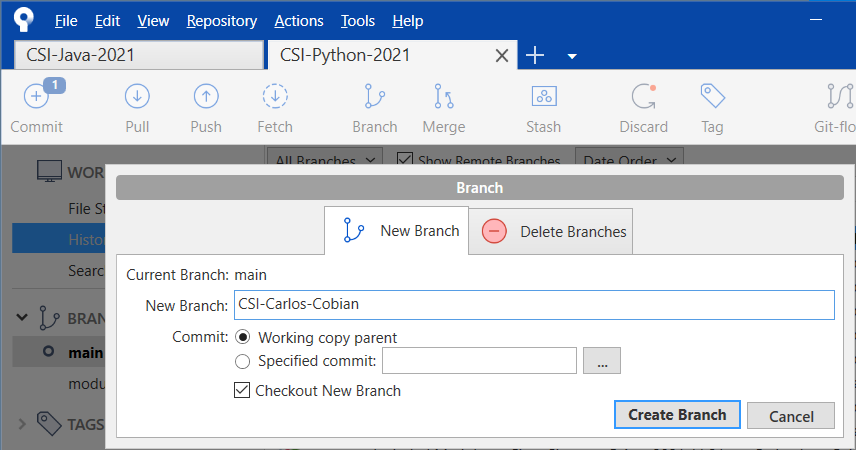 File Edit View Repository Actions Tools Help
CSI-Java-2021 CSI-Python-2021
1
Commit Pull Push Fetch Branch Merge Stash Discard Tag Git-flo
WOR All Branches Show Remote Branches Date Order
Branch
File St
New Branch Delete Branches
Histo
Searc
Current Branch: main
New Branch: CSI-Carlos-Cobian
BRAN
Commit: Working copy parent
main
Specified commit: ...
modu
Checkout New Branch
TAGS
Create Branch Cancel